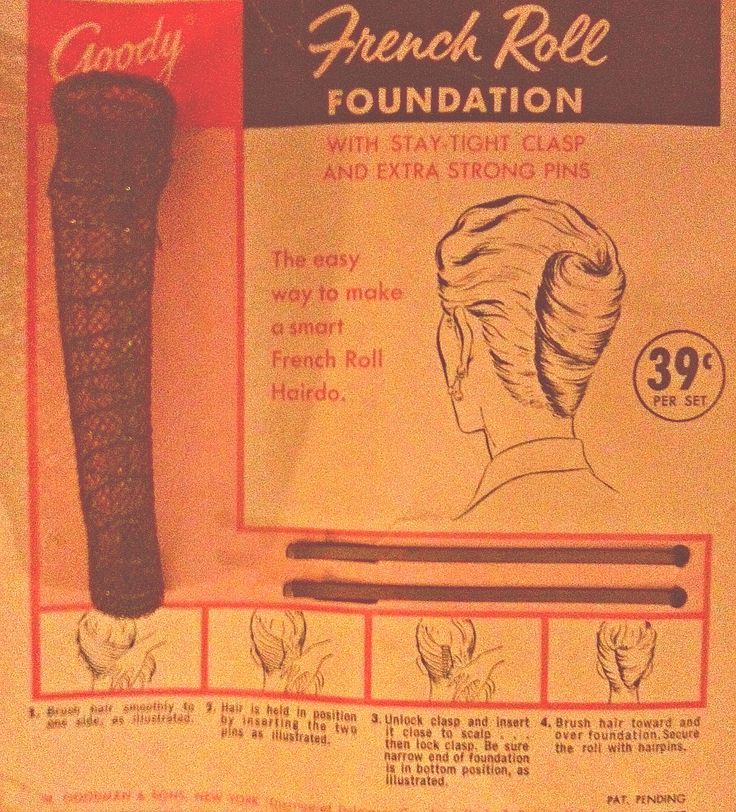 Goody®
French Roll
FOUNDATION
WITH STAY-TIGHT CLASP
AND EXTRA STRONG PINS
The easy
way to make
a smart
French Roll
Hairdo.
39¢
PER SET
1. Brush hair smoothly to
one side, as illustrated.
2. Hair is held in position
by inserting the two
pins as illustrated.
3. Unlock clasp and insert
it close to scalp . . .
then lock clasp. Be sure
narrow end of foundation
is in bottom position, as
illustrated.
4. Brush hair toward and
over foundation. Secure
the roll with hairpins.
H. GOODMAN & SONS, NEW YORK
PAT. PENDING